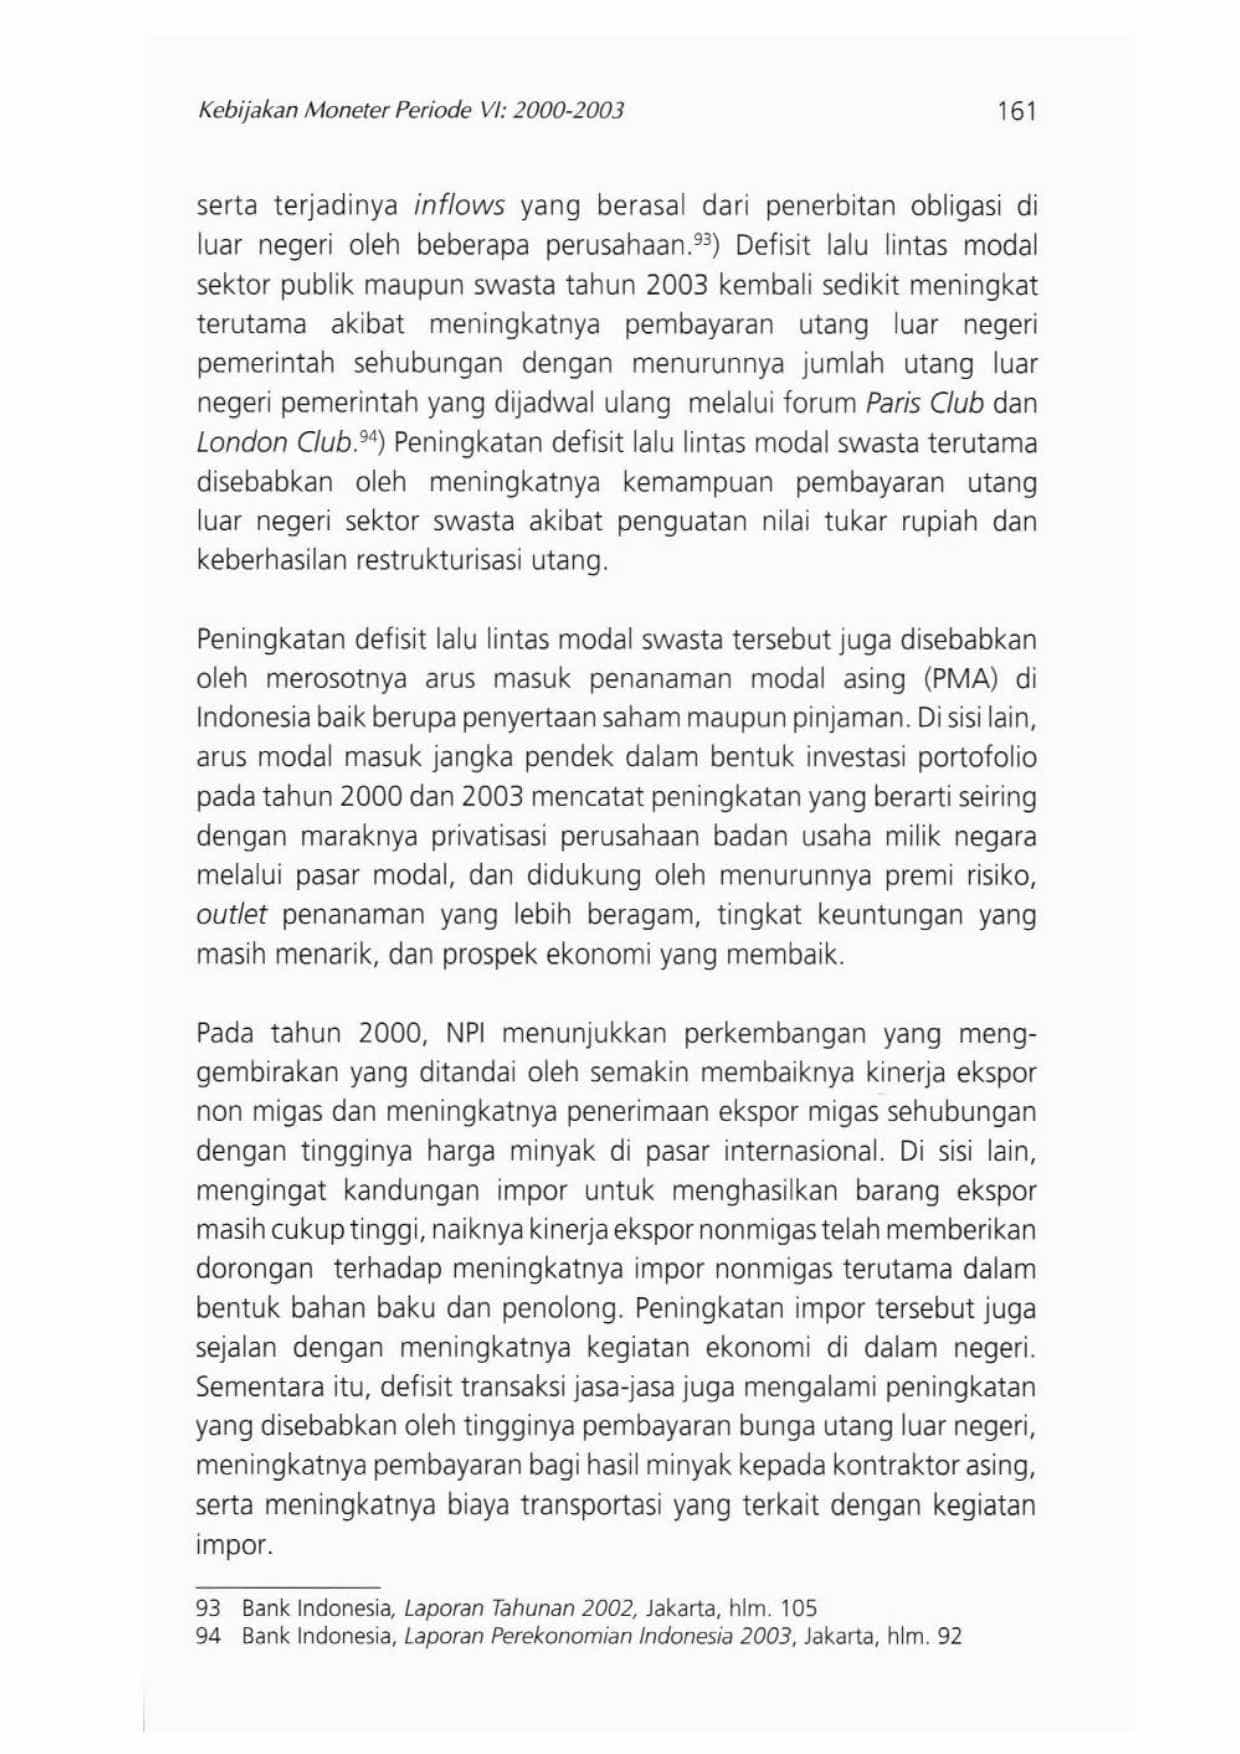 Kebijakan Moneter Periode VI: 2000-2003 161
serta terjadinya inflows yang berasal dari penerbitan obligasi di
luar negeri oleh beberapa perusahaan.93) Defisit lalu lintas modal
sektor publik maupun swasta tahun 2003 kembali sedikit meningkat
terutama akibat meningkatnya pembayaran utang luar negeri
pemerintah sehubungan dengan menurunnya jumlah utang luar
negeri pemerintah yang dijadwal ulang melalui forum Paris Club dan
London Club.94) Peningkatan defisit lalu lintas modal swasta terutama
disebabkan oleh meningkatnya kemampuan pembayaran utang
luar negeri sektor swasta akibat penguatan nilai tukar rupiah dan
keberhasilan restrukturisasi utang.
Peningkatan defisit lalu lintas modal swasta tersebut juga disebabkan
oleh merosotnya arus masuk penanaman modal asing (PMA) di
Indonesia baik berupa penyertaan saham maupun pinjaman. Di sisi lain,
arus modal masuk jangka pendek dalam bentuk investasi portofolio
pada tahun 2000 dan 2003 mencatat peningkatan yang berarti seiring
dengan maraknya privatisasi perusahaan badan usaha milik negara
melalui pasar modal, dan didukung oleh menurunnya premi risiko,
outlet penanaman yang lebih beragam, tingkat keuntungan yang
masih menarik, dan prospek ekonomi yang membaik.
Pada tahun 2000, NPI menunjukkan perkembangan yang meng-
gembirakan yang ditandai oleh semakin membaiknya kinerja ekspor
non migas dan meningkatnya penerimaan ekspor migas sehubungan
dengan tingginya harga minyak di pasar internasional. Di sisi lain,
mengingat kandungan impor untuk menghasilkan barang ekspor
masih cukup tinggi, naiknya kinerja ekspor nonmigas telah memberikan
dorongan terhadap meningkatnya impor nonmigas terutama dalam
bentuk bahan baku dan penolong. Peningkatan impor tersebut juga
sejalan dengan meningkatnya kegiatan ekonomi di dalam negeri.
Sementara itu, defisit transaksi jasa-jasa juga mengalami peningkatan
yang disebabkan oleh tingginya pembayaran bunga utang luar negeri,
meningkatnya pembayaran bagi hasil minyak kepada kontraktor asing,
serta meningkatnya biaya transportasi yang terkait dengan kegiatan
impor.
93 Bank Indonesia, Laporan Tahunan 2002, Jakarta, hlm. 105
94 Bank Indonesia, Laporan Perekonomian Indonesia 2003, Jakarta, hlm. 92